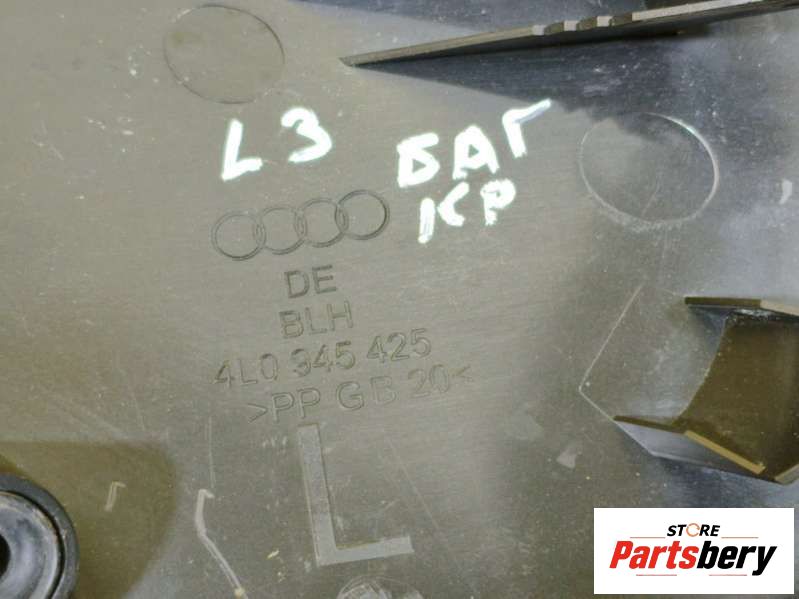 L3 БАГ
КР
DE
BLH
4L0 945 425
>PP GB 20<
L
STORE
Partsbery